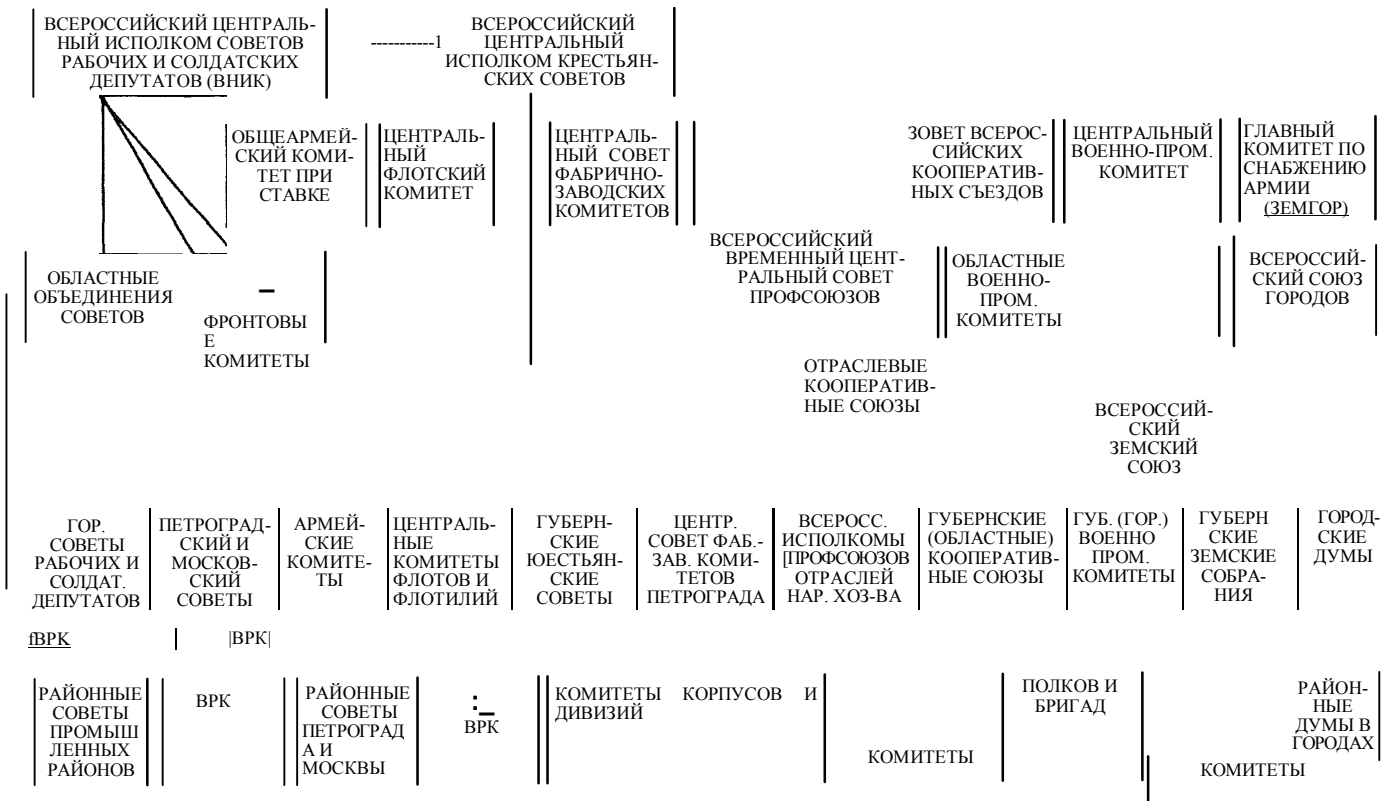 ВСЕРОССИЙСКИЙ ЦЕНТРАЛЬ-
НЫЙ ИСПОЛКОМ СОВЕТОВ
РАБОЧИХ И СОЛДАТСКИХ
ДЕПУТАТОВ (ВНИК)
-----------1
ВСЕРОССИЙСКИЙ
ЦЕНТРАЛЬНЫЙ
ИСПОЛКОМ КРЕСТЬЯН-
СКИХ СОВЕТОВ
ОБЩЕАРМЕЙ-
СКИЙ КОМИ-
ТЕТ ПРИ
СТАВКЕ
ЦЕНТРАЛЬ-
НЫЙ
ФЛОТСКИЙ
КОМИТЕТ
ЦЕНТРАЛЬ-
НЫЙ СОВЕТ
ФАБРИЧНО-
ЗАВОДСКИХ
КОМИТЕТОВ
ЗОВЕТ ВСЕРОС-
СИЙСКИХ
КООПЕРАТИВ-
НЫХ СЪЕЗДОВ
ЦЕНТРАЛЬНЫЙ
ВОЕННО-ПРОМ.
КОМИТЕТ
ГЛАВНЫЙ
КОМИТЕТ ПО
СНАБЖЕНИЮ
АРМИИ
(ЗЕМГОР)
ОБЛАСТНЫЕ
ОБЪЕДИНЕНИЯ
СОВЕТОВ
ФРОНТОВЫ
Е
КОМИТЕТЫ
ВСЕРОССИЙСКИЙ
ВРЕМЕННЫЙ ЦЕНТ-
РАЛЬНЫЙ СОВЕТ
ПРОФСОЮЗОВ
ОБЛАСТНЫЕ
ВОЕННО-
ПРОМ.
КОМИТЕТЫ
ВСЕРОССИЙ-
СКИЙ СОЮЗ
ГОРОДОВ
ОТРАСЛЕВЫЕ
КООПЕРАТИВ-
НЫЕ СОЮЗЫ
ВСЕРОССИЙ-
СКИЙ
ЗЕМСКИЙ
СОЮЗ
ГОР.
СОВЕТЫ
РАБОЧИХ И
СОЛДАТ.
ДЕПУТАТОВ
ПЕТРОГРАД-
СКИЙ И
МОСКОВ-
СКИЙ
СОВЕТЫ
АРМЕЙ-
СКИЕ
КОМИТЕ-
ТЫ
ЦЕНТРАЛЬ-
НЫЕ
КОМИТЕТЫ
ФЛОТОВ И
ФЛОТИЛИЙ
ГУБЕРН-
СКИЕ
ЮЕСТЬЯН-
СКИЕ
СОВЕТЫ
ЦЕНТР.
СОВЕТ ФАБ.-
ЗАВ. КОМИ-
ТЕТОВ
ПЕТРОГРАДА
ВСЕРОСС.
ИСПОЛКОМЫ
[ПРОФСОЮЗОВ
ОТРАСЛЕЙ
НАР. ХОЗ-ВА
ГУБЕРНСКИЕ
(ОБЛАСТНЫЕ)
КООПЕРАТИВ-
НЫЕ СОЮЗЫ
ГУБ. (ГОР.)
ВОЕННО
ПРОМ.
КОМИТЕТЫ
ГУБЕРН
СКИЕ
ЗЕМСКИЕ
СОБРА-
НИЯ
ГОРОД-
СКИЕ
ДУМЫ
fBPK
|ВРК|
РАЙОННЫЕ
СОВЕТЫ
ПРОМЫШ
ЛЕННЫХ
РАЙОНОВ
ВРК
РАЙОННЫЕ
СОВЕТЫ
ПЕТРОГРАД
А И
МОСКВЫ
:_
ВРК
КОМИТЕТЫ КОРПУСОВ И
ДИВИЗИЙ
КОМИТЕТЫ
ПОЛКОВ И
БРИГАД
КОМИТЕТЫ
РАЙОН-
НЫЕ
ДУМЫ В
ГОРОДАХ